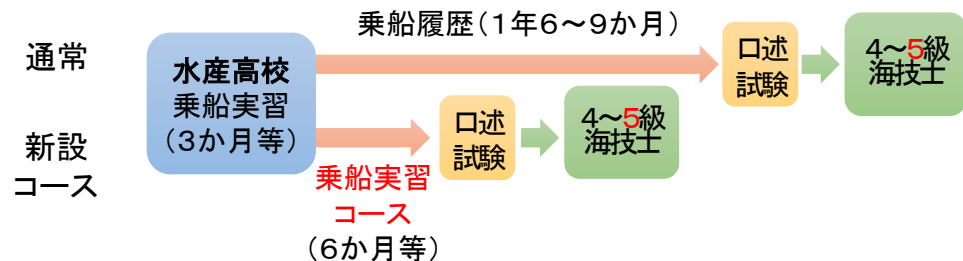 通常
水産高校
乗船実習
(3か月等)
乗船履歴(1年6～9か月)
口述
試験
4～5級
海技士
新設
コース
乗船実習
コース
(6か月等)
口述
試験
4～5級
海技士